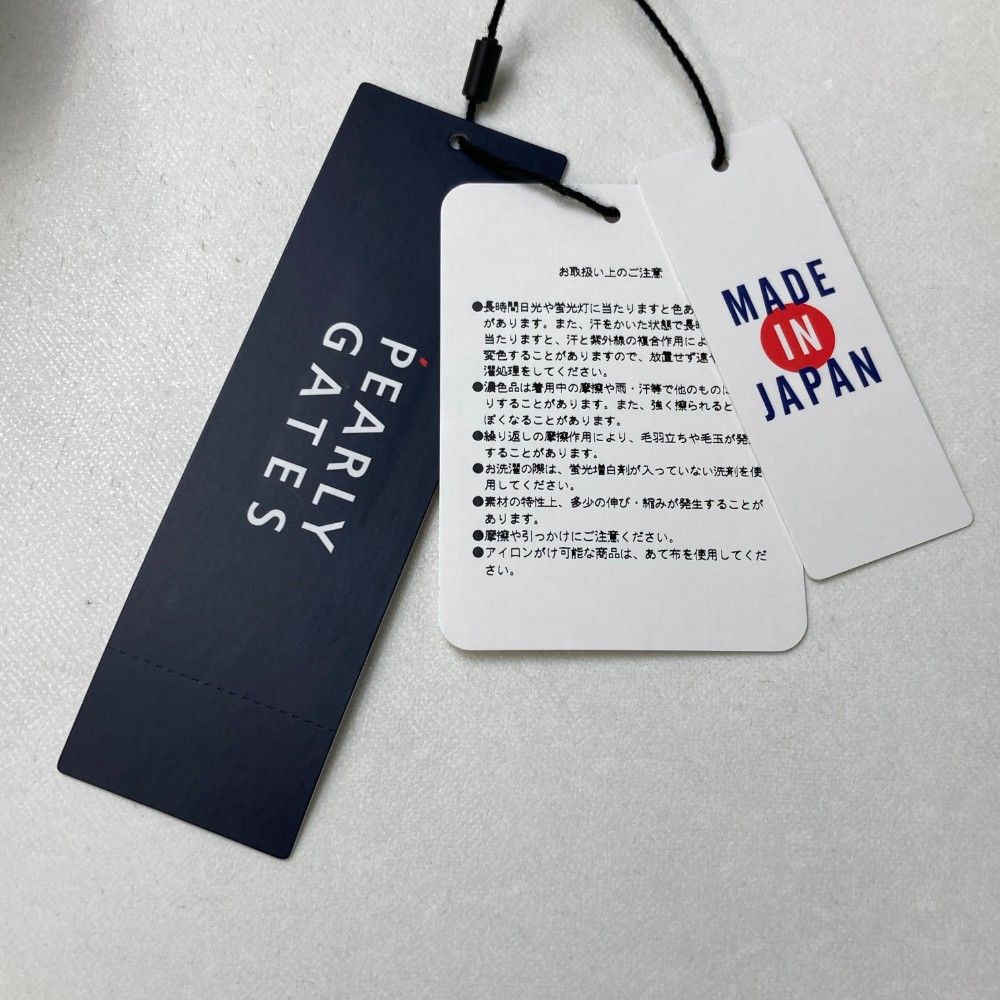 PEARLY
GATES
お取扱い上のご注意
●長時間日光や蛍光灯に当たりますと色あ
があります。また、汗をかいた状態で長
当たりますと、汗と紫外線の複合作用によ
変色することがありますので、放置せず速や
濯処理をしてください。
●濃色品は着用中の摩擦や雨・汗等で他のものに
りすることがあります。また、強く擦られると
ぽくなることがあります。
●繰り返しの摩擦作用により、毛羽立ちや毛玉が発
することがあります。
●お洗濯の際は、蛍光増白剤が入っていない洗剤を使
用してください。
●素材の特性上、多少の伸び・縮みが発生することが
あります。
●摩擦や引っかけにご注意ください。
●アイロンがけ可能な商品は、あて布を使用してくだ
さい。
MADE
IN
JAPAN